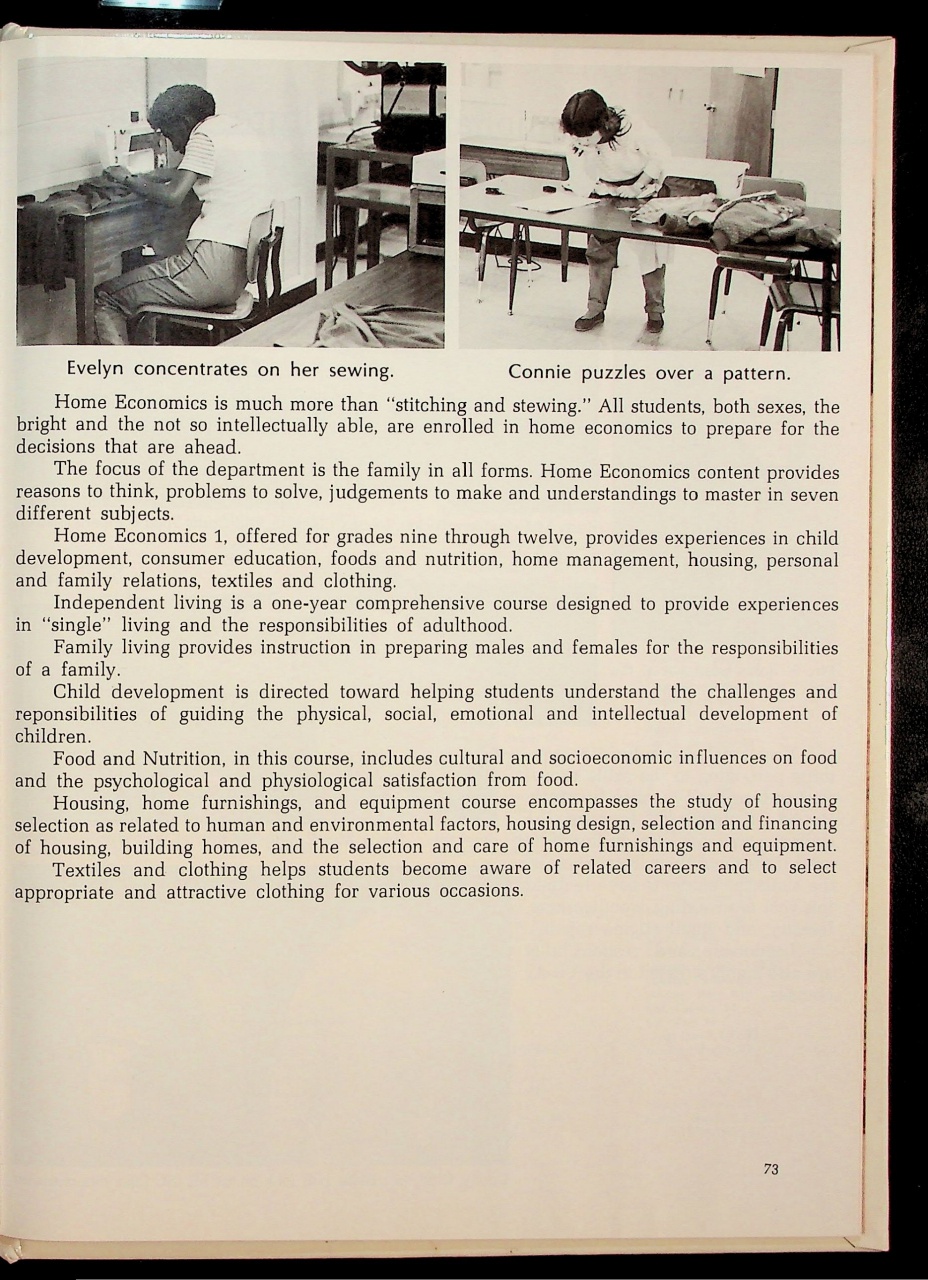 Evelyn concentrates on her sewing.
Connie puzzles over a pattern.
Home Economics is much more than “stitching and stewing.” All students, both sexes, the
bright and the not so intellectually able, are enrolled in home economics to prepare for the
decisions that are ahead.
The focus of the department is the family in all forms. Home Economics content provides
reasons to think, problems to solve, judgements to make and understandings to master in seven
different subjects.
Home Economics 1, offered for grades nine through twelve, provides experiences in child
development, consumer education, foods and nutrition, home management, housing, personal
and family relations, textiles and clothing.
Independent living is a one-year comprehensive course designed to provide experiences
in “single” living and the responsibilities of adulthood.
Family living provides instruction in preparing males and females for the responsibilities
of a family.
Child development is directed toward helping students understand the challenges and
reponsibilities of guiding the physical, social, emotional and intellectual development of
children.
Food and Nutrition, in this course, includes cultural and socioeconomic influences on food
and the psychological and physiological satisfaction from food.
Housing, home furnishings, and equipment course encompasses the study of housing
selection as related to human and environmental factors, housing design, selection and financing
of housing, building homes, and the selection and care of home furnishings and equipment.
Textiles and clothing helps students become aware of related careers and to select
appropriate and attractive clothing for various occasions.
73